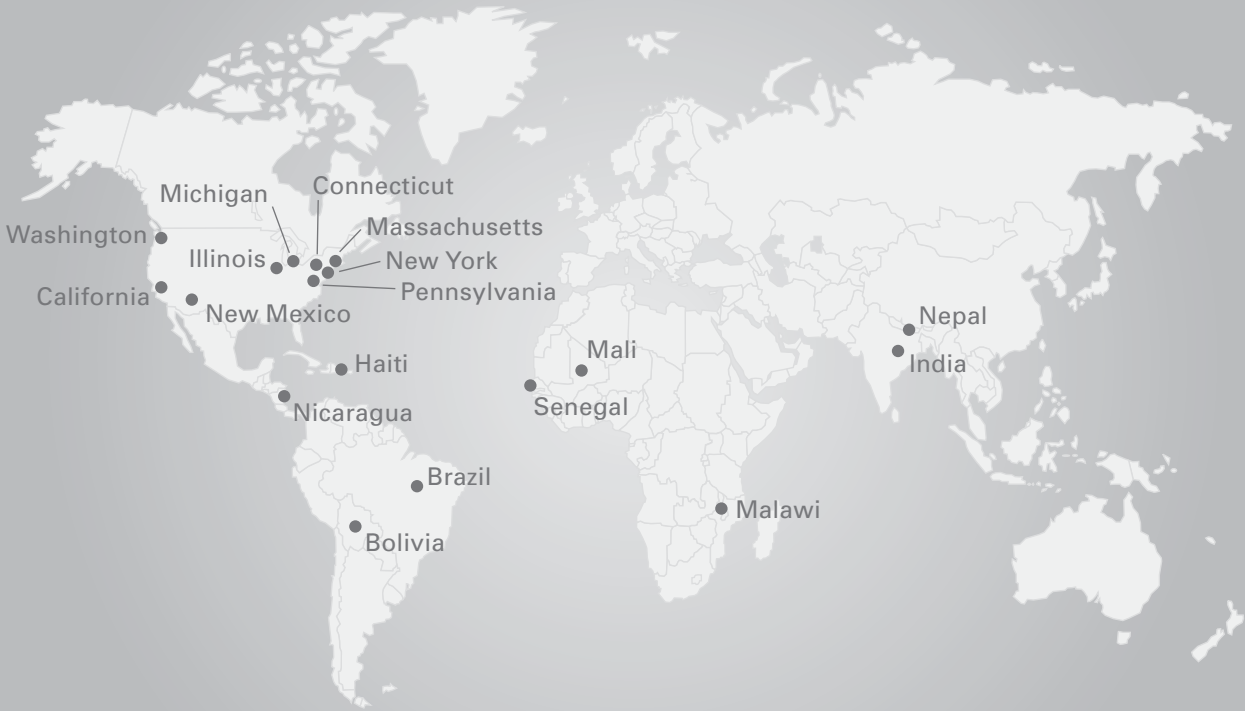 Connecticut
Michigan
Massachusetts
Washington
Illinois
New York
Pennsylvania
California
New Mexico
Nepal
Mali
Haiti
India
Senegal
Nicaragua
Brazil
Malawi
Bolivia